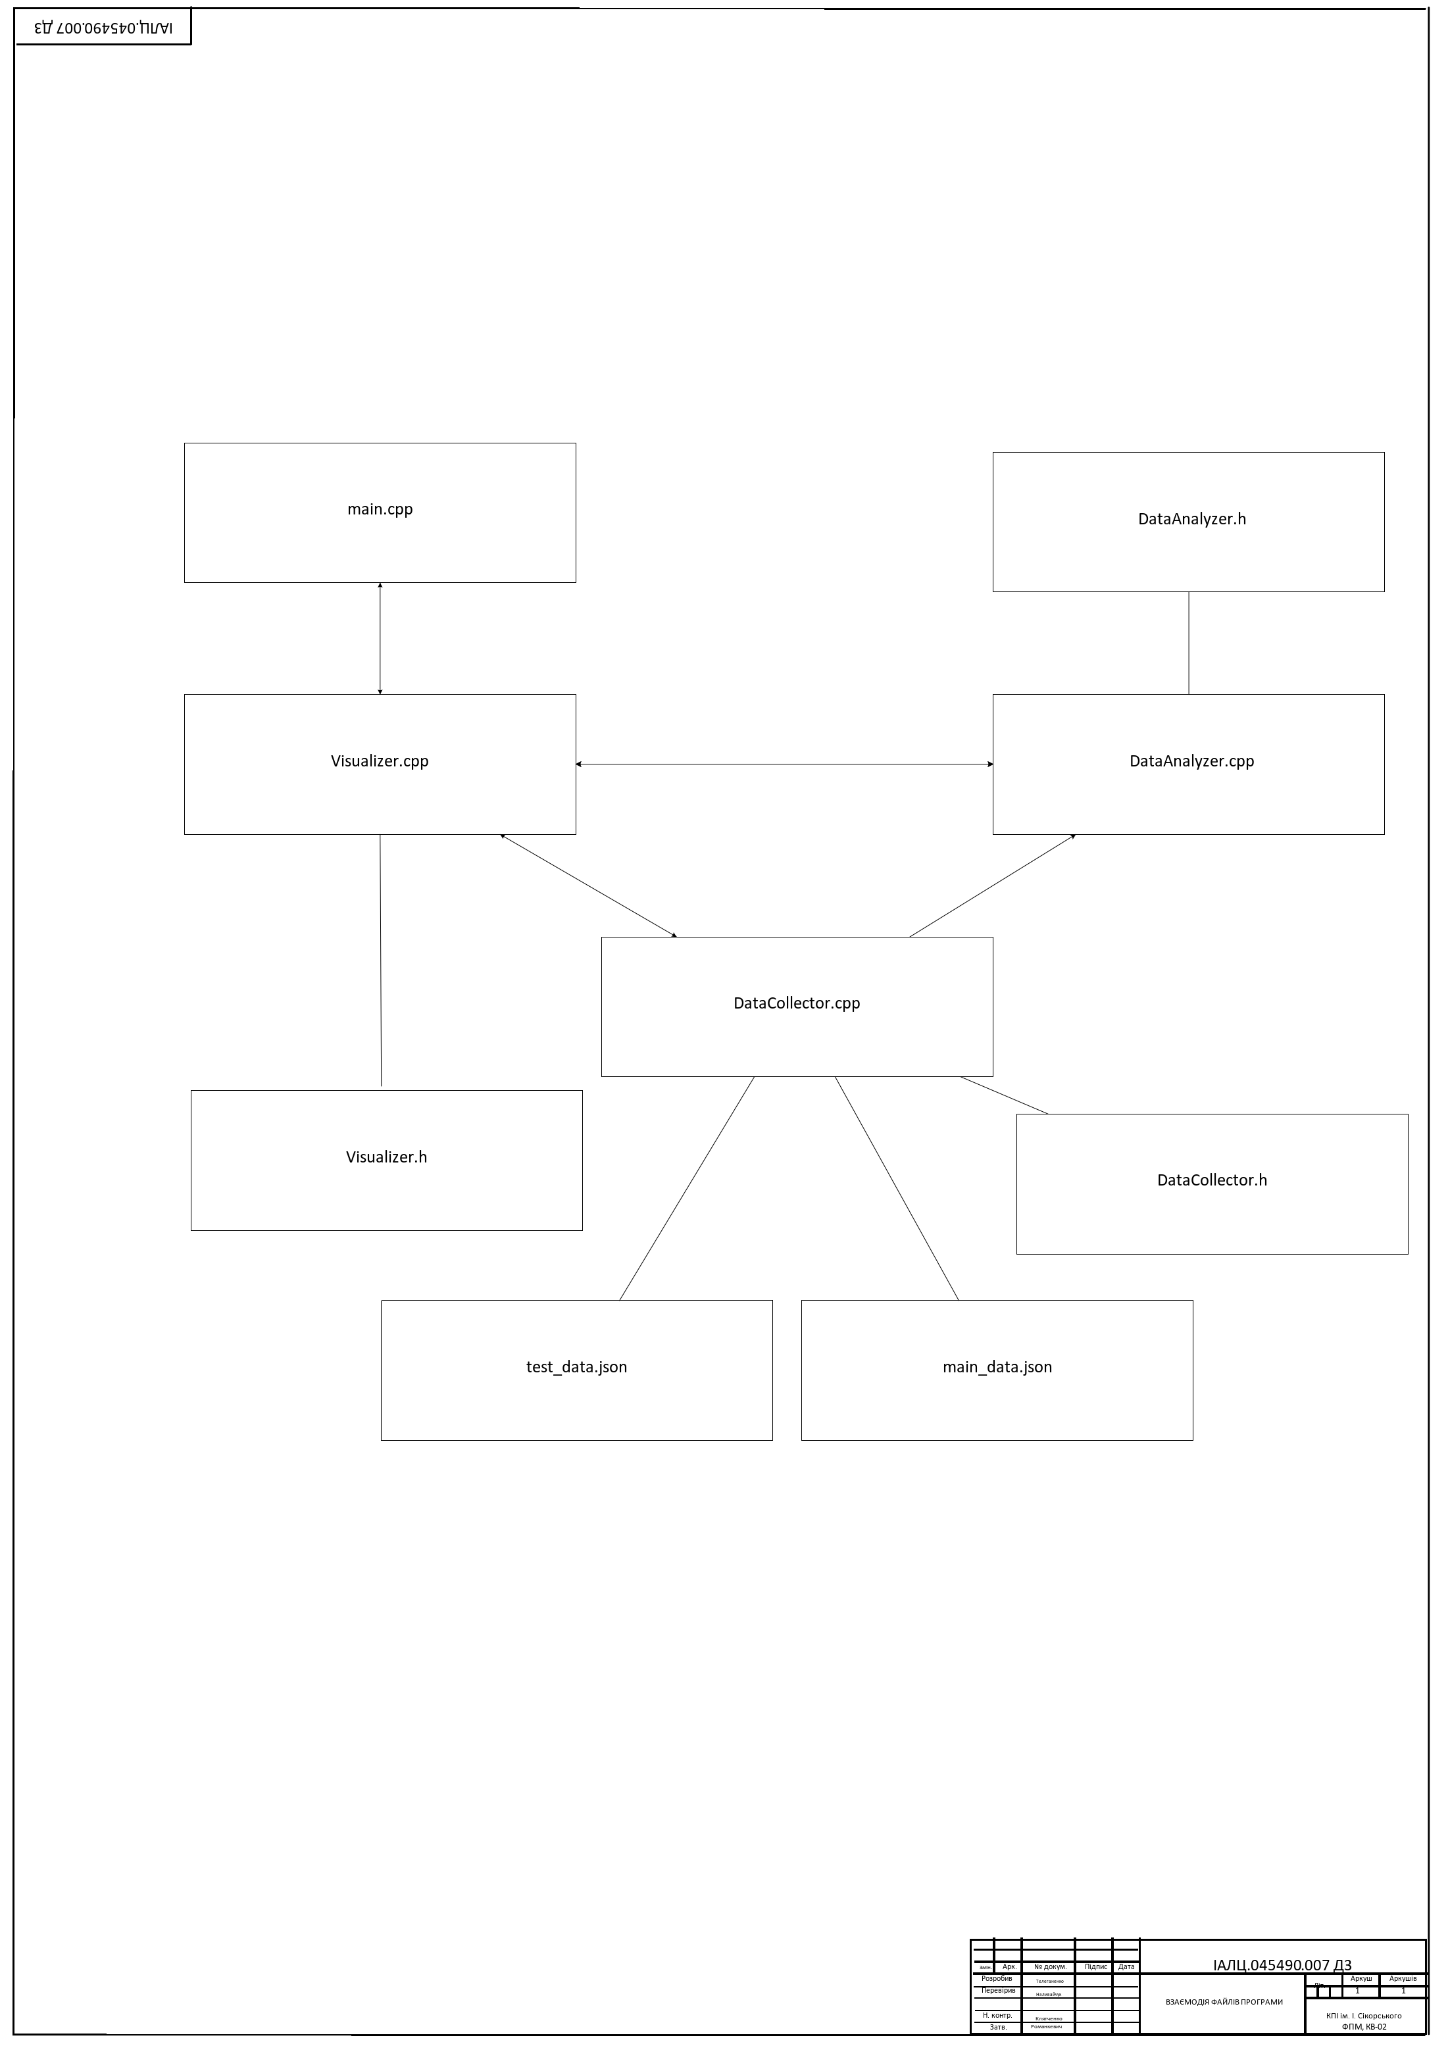 ІАЛЦ.045490.007 Д3
main.cpp
DataAnalyzer.h
Visualizer.cpp
DataAnalyzer.cpp
DataCollector.cpp
Visualizer.h
DataCollector.h
test_data.json
main_data.json
Арк. № докум. Підпис Дата
ІАЛЦ.045490.007 Д3
Розробив
Перевірив
Н. контр.
Затв.
ВЗАЄМОДІЯ ФАЙЛІВ ПРОГРАМИ
Аркуш Аркушів
1 1
КПІ ім. І. Сікорського
ФПМ, КВ-02